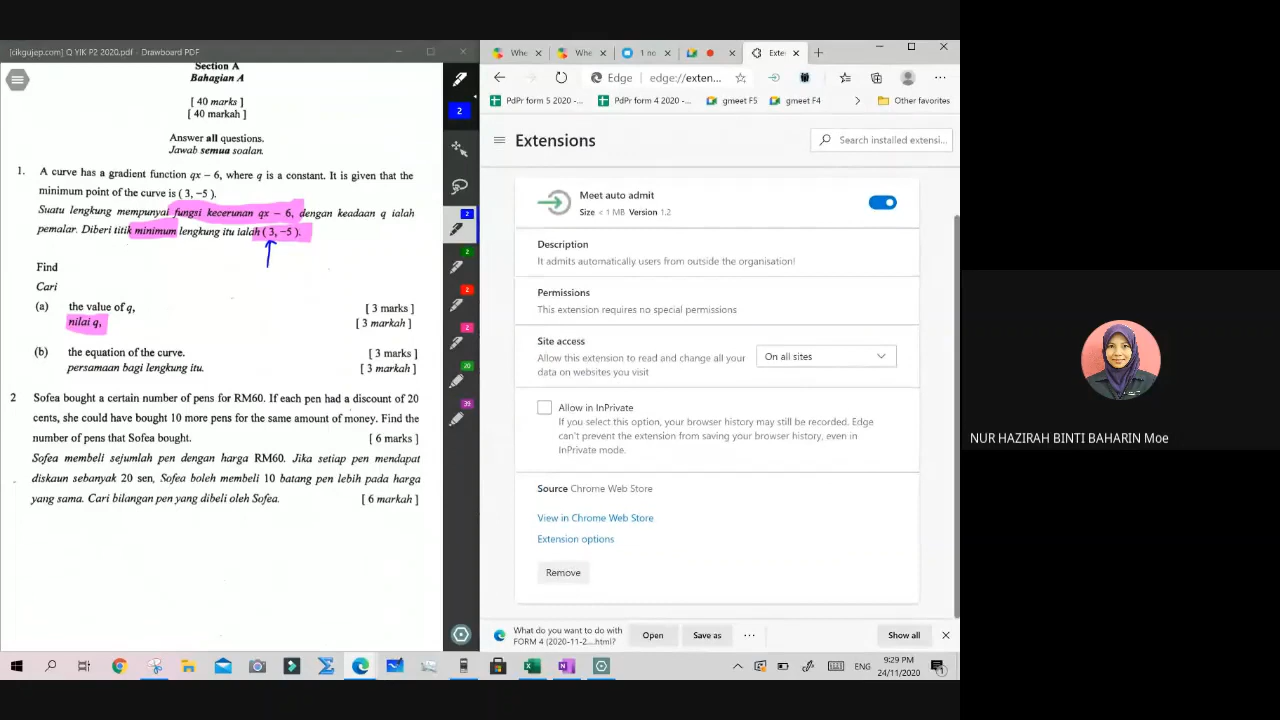 [cikgujep.com] Q YIK P2 2020.pdf - Drawboard PDF
Section A
Bahagian A
[ 40 marks ]
[ 40 markah ]
Answer all questions.
Jawab semua soalan.
1. A curve has a gradient function qx – 6, where q is a constant. It is given that the
minimum point of the curve is ( 3, –5 ).
Suatu lengkung mempunyai fungsi kecerunan qx – 6, dengan keadaan q ialah
pemalar. Diberi titik minimum lengkung itu ialah ( 3, –5 ).
Find
Cari
(a) the value of q, [ 3 marks ]
nilai q, [ 3 markah ]
(b) the equation of the curve. [ 3 marks ]
persamaan bagi lengkung itu. [ 3 markah ]
2 Sofea bought a certain number of pens for RM60. If each pen had a discount of 20
cents, she could have bought 10 more pens for the same amount of money. Find the
number of pens that Sofea bought. [ 6 marks ]
Sofea membeli sejumlah pen dengan harga RM60. Jika setiap pen mendapat
diskaun sebanyak 20 sen, Sofea boleh membeli 10 batang pen lebih pada harga
yang sama. Cari bilangan pen yang dibeli oleh Sofea. [ 6 markah ]
2
2
2
2
2
20
39
Whe
Whe
1 no
Exte
Edge
edge://exten...
PdPr form 5 2020 -...
PdPr form 4 2020 -...
gmeet F5
gmeet F4
Other favorites
Extensions
Search installed extensi...
Meet auto admit
Size < 1 MB Version 1.2
Description
It admits automatically users from outside the organisation!
Permissions
This extension requires no special permissions
Site access
Allow this extension to read and change all your
data on websites you visit
On all sites
Allow in InPrivate
If you select this option, your browser history may still be recorded. Edge
can't prevent the extension from saving your browser history, even in
InPrivate mode.
Source Chrome Web Store
View in Chrome Web Store
Extension options
Remove
What do you want to do with
FORM 4 (2020-11-2....html?
Open
Save as
Show all
ENG
9:29 PM
24/11/2020
NUR HAZIRAH BINTI BAHARIN Moe